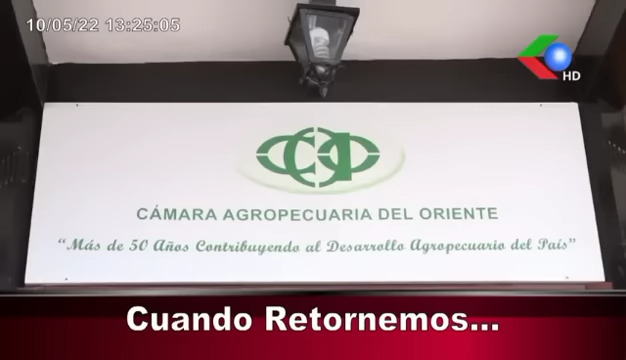 10/05/22 13:25:05
HD
CAO
CÁMARA AGROPECUARIA DEL ORIENTE
“Más de 50 Años Contribuyendo al Desarrollo Agropecuario del País”
Cuando Retornemos...